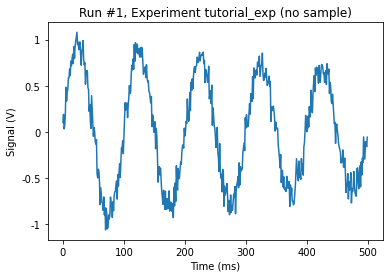 Run #1, Experiment tutorial_exp (no sample)
1
0.5
0
-0.5
-1
Signal (V)
0 100 200 300 400 500
Time (ms)